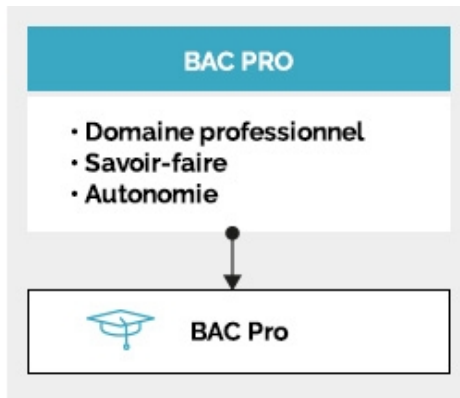 BAC PRO
• Domaine professionnel
• Savoir-faire
• Autonomie
BAC Pro